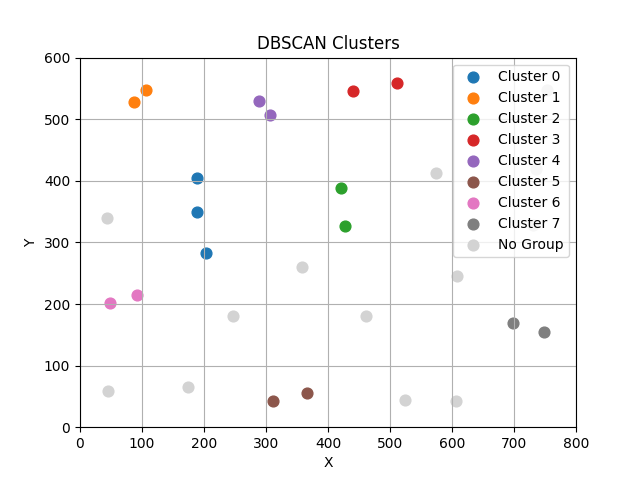 DBSCAN Clusters
600
500
400
300
200
100
0
Y
0 100 200 300 400 500 600 700 800
X
Cluster 0
Cluster 1
Cluster 2
Cluster 3
Cluster 4
Cluster 5
Cluster 6
Cluster 7
No Group